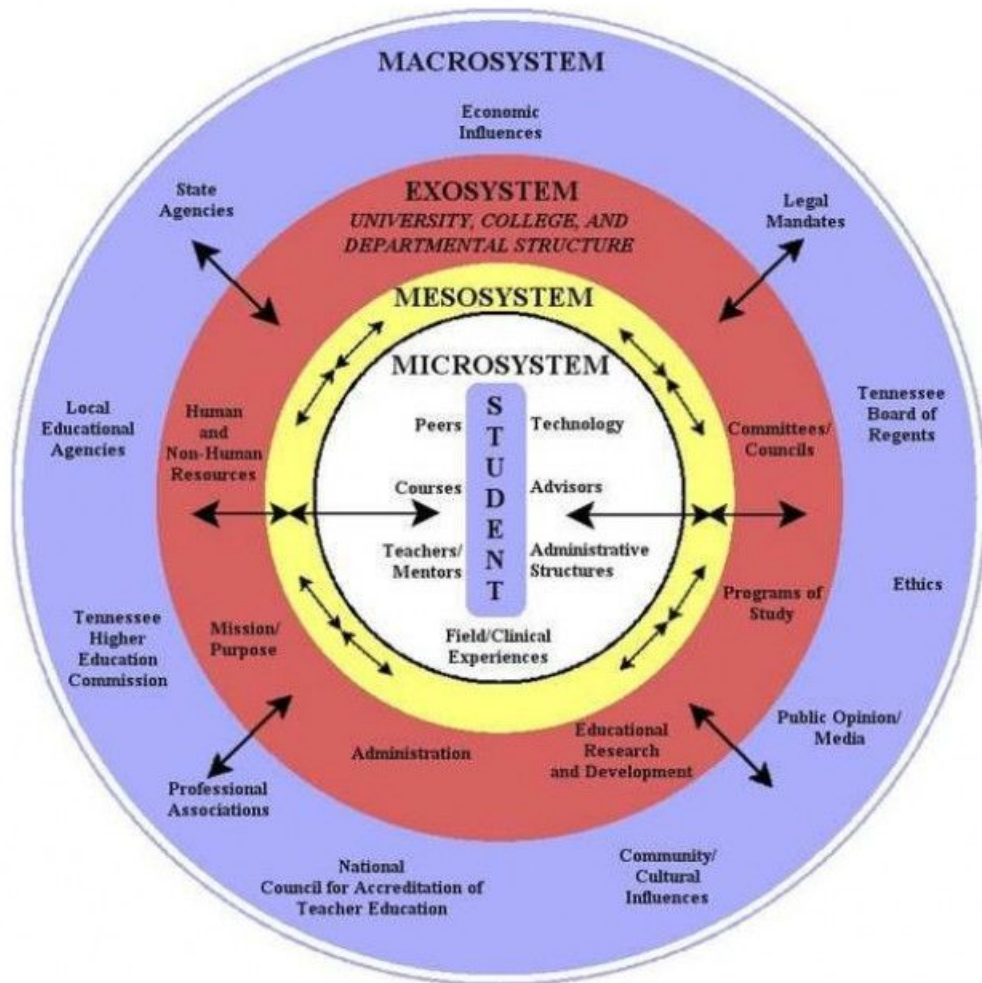 MACROSYSTEM
Economic
Influences
State
Agencies
Legal
Mandates
EXOSYSTEM
UNIVERSITY, COLLEGE, AND
DEPARTMENTAL STRUCTURE
MESOSYSTEM
MICROSYSTEM
Local
Educational
Agencies
Human
and
Non-Human
Resources
Peers
Courses
Teachers/
Mentors
STUDENT
Technology
Advisors
Administrative
Structures
Field/Clinical
Experiences
Committees/
Councils
Tennessee
Board of
Regents
Programs of
Study
Ethics
Tennessee
Higher
Education
Commission
Mission/
Purpose
Administration
Educational
Research
and Development
Public Opinion/
Media
Professional
Associations
National
Council for Accreditation of
Teacher Education
Community/
Cultural
Influences